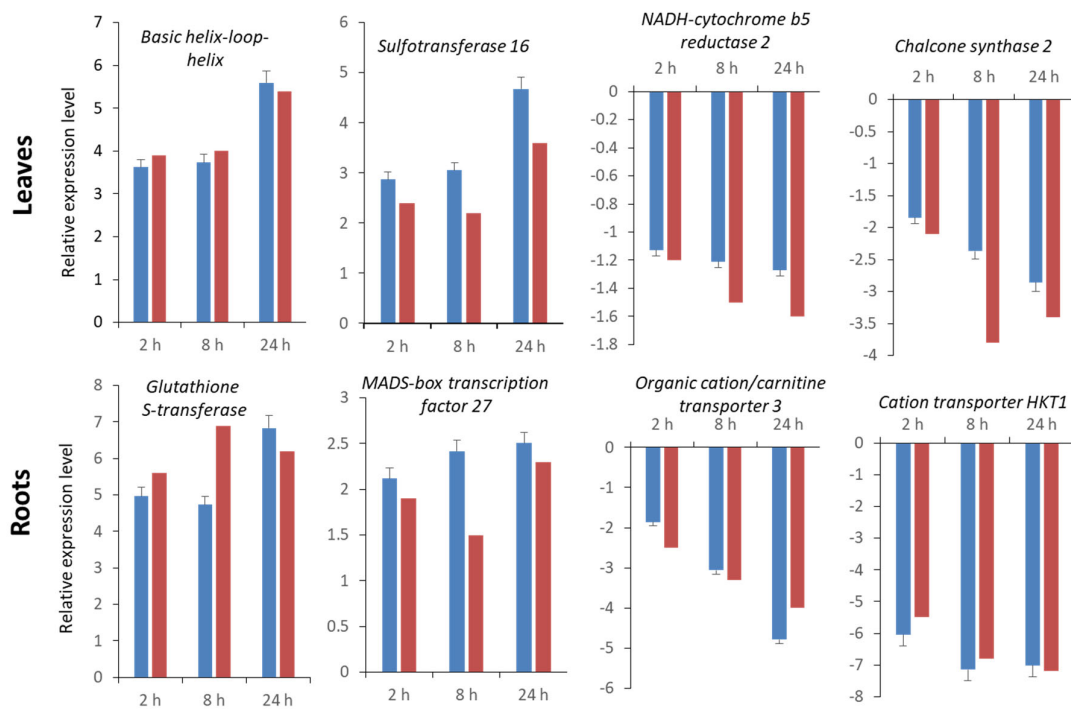 Leaves
Relative expression level
Basic helix-loop-
helix
7
6
5
4
3
2
1
0
2 h 8 h 24 h
Sulfotransferase 16
6
5
4
3
2
1
0
2 h 8 h 24 h
NADH-cytochrome b5
reductase 2
2 h 8 h 24 h
0
-0.2
-0.4
-0.6
-0.8
-1
-1.2
-1.4
-1.6
-1.8
Chalcone synthase 2
2 h 8 h 24 h
0
-0.5
-1
-1.5
-2
-2.5
-3
-3.5
-4
Roots
Relative expression level
Glutathione
S-transferase
8
7
6
5
4
3
2
1
0
2 h 8 h 24 h
MADS-box transcription
factor 27
3
2.5
2
1.5
1
0.5
0
2 h 8 h 24 h
Organic cation/carnitine
transporter 3
2 h 8 h 24 h
0
-1
-2
-3
-4
-5
-6
Cation transporter HKT1
2 h 8 h 24 h
0
-1
-2
-3
-4
-5
-6
-7
-8